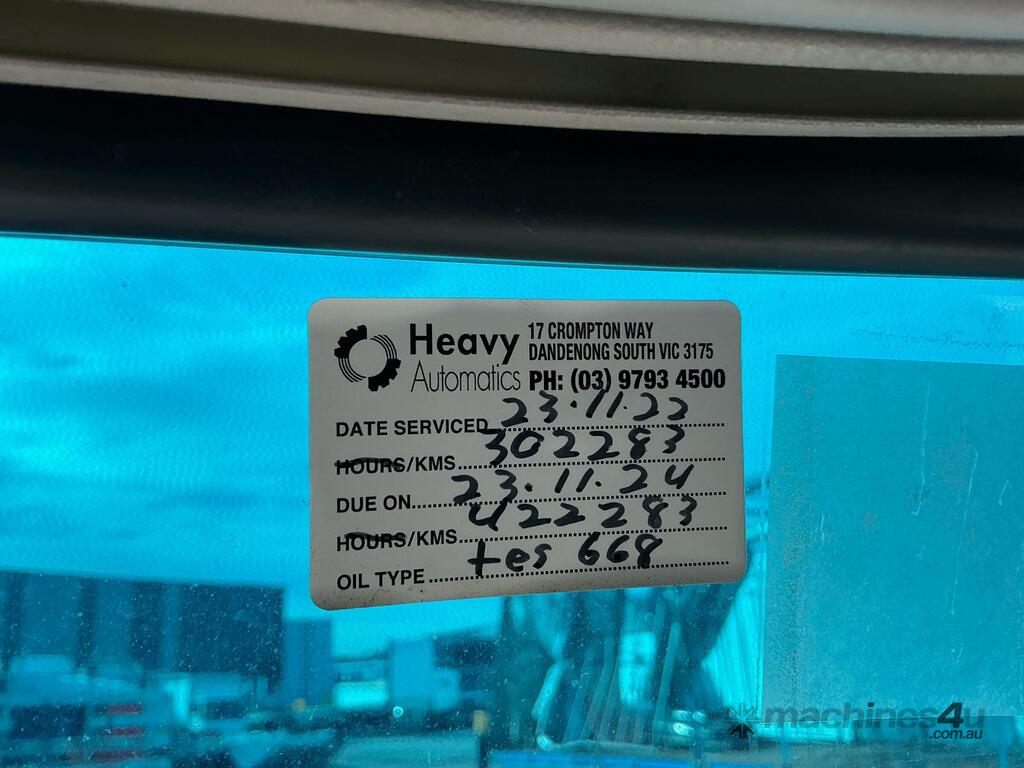 Heavy Automatics
17 CROMPTON WAY
DANDENONG SOUTH VIC 3175
PH: (03) 9793 4500
DATE SERVICED 23.11.22
HOURS/KMS 302283
DUE ON 23.11.24
HOURS/KMS 422283
OIL TYPE tes 668
machines4u
.com.au